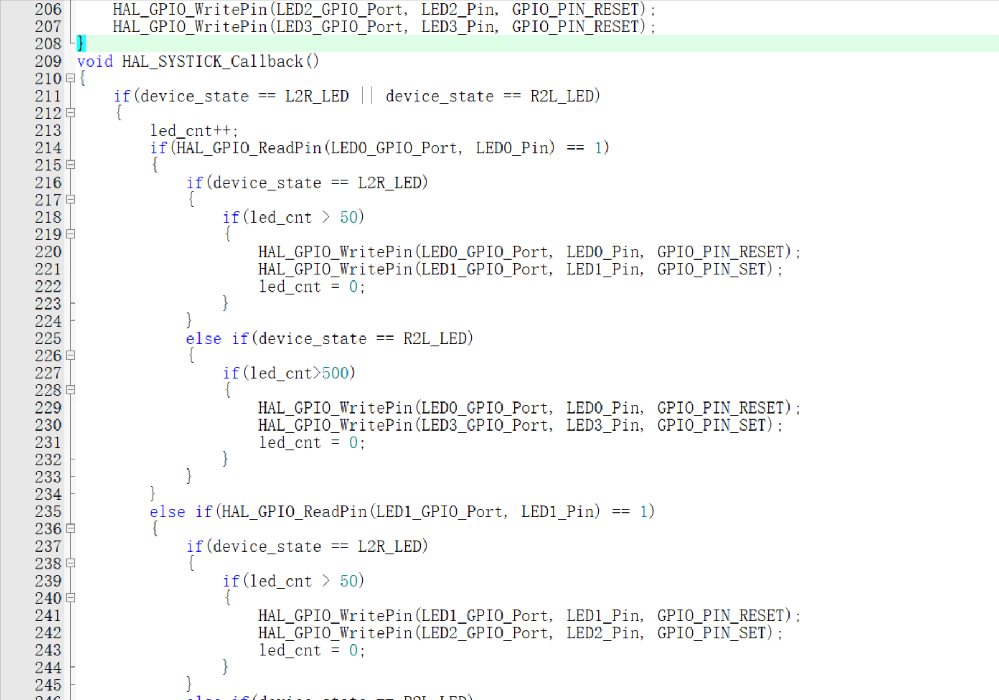 206 HAL_GPIO_WritePin(LED2_GPIO_Port, LED2_Pin, GPIO_PIN_RESET);
207 HAL_GPIO_WritePin(LED3_GPIO_Port, LED3_Pin, GPIO_PIN_RESET);
208 }
209 void HAL_SYSTICK_Callback()
210 {
211 if(device_state == L2R_LED || device_state == R2L_LED)
212 {
213 led_cnt++;
214 if(HAL_GPIO_ReadPin(LED0_GPIO_Port, LED0_Pin) == 1)
215 {
216 if(device_state == L2R_LED)
217 {
218 if(led_cnt > 50)
219 {
220 HAL_GPIO_WritePin(LED0_GPIO_Port, LED0_Pin, GPIO_PIN_RESET);
221 HAL_GPIO_WritePin(LED1_GPIO_Port, LED1_Pin, GPIO_PIN_SET);
222 led_cnt = 0;
223 }
224 }
225 else if(device_state == R2L_LED)
226 {
227 if(led_cnt>500)
228 {
229 HAL_GPIO_WritePin(LED0_GPIO_Port, LED0_Pin, GPIO_PIN_RESET);
230 HAL_GPIO_WritePin(LED3_GPIO_Port, LED3_Pin, GPIO_PIN_SET);
231 led_cnt = 0;
232 }
233 }
234 }
235 else if(HAL_GPIO_ReadPin(LED1_GPIO_Port, LED1_Pin) == 1)
236 {
237 if(device_state == L2R_LED)
238 {
239 if(led_cnt > 50)
240 {
241 HAL_GPIO_WritePin(LED1_GPIO_Port, LED1_Pin, GPIO_PIN_RESET);
242 HAL_GPIO_WritePin(LED2_GPIO_Port, LED2_Pin, GPIO_PIN_SET);
243 led_cnt = 0;
244 }
245 }
246 else if(device_state == R2L_LED)